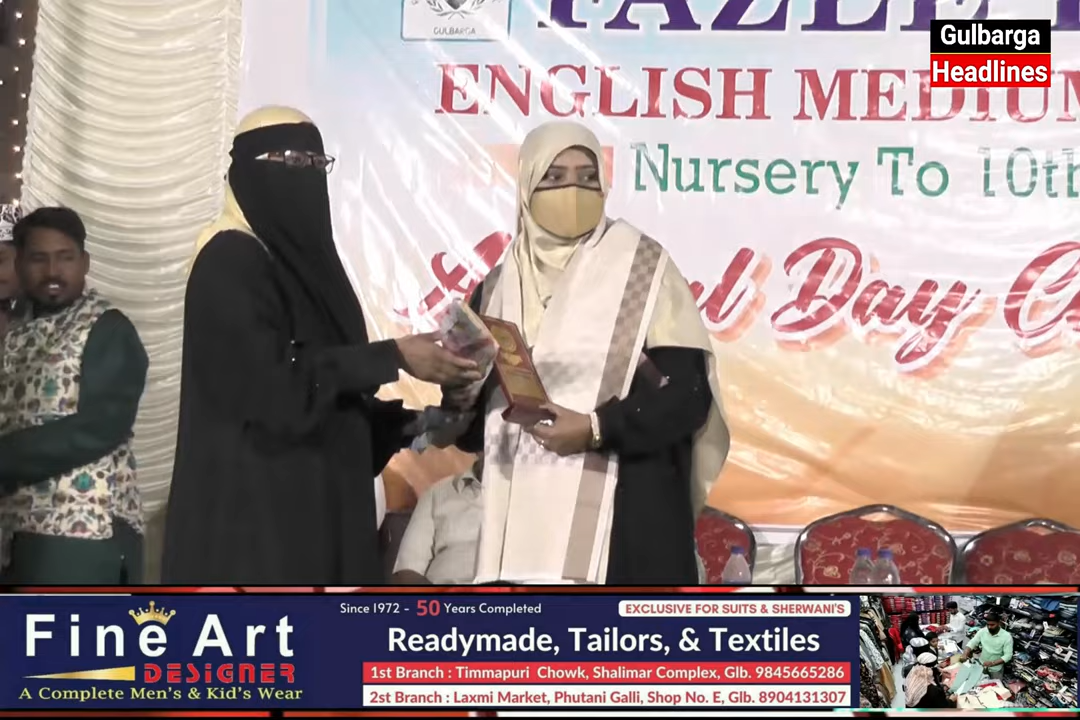 GULBARGA
ENGLISH MEDIUM
Nursery To 10th
Day
Gulbarga
Headlines
Fine Art
DESIGNER
A Complete Men's & Kid's Wear
Since 1972 - 50 Years Completed
EXCLUSIVE FOR SUITS & SHERWANI'S
Readymade, Tailors, & Textiles
1st Branch : Timmapuri Chowk, Shalimar Complex, Glb. 9845665286
2st Branch : Laxmi Market, Phutani Galli, Shop No. E, Glb. 8904131307